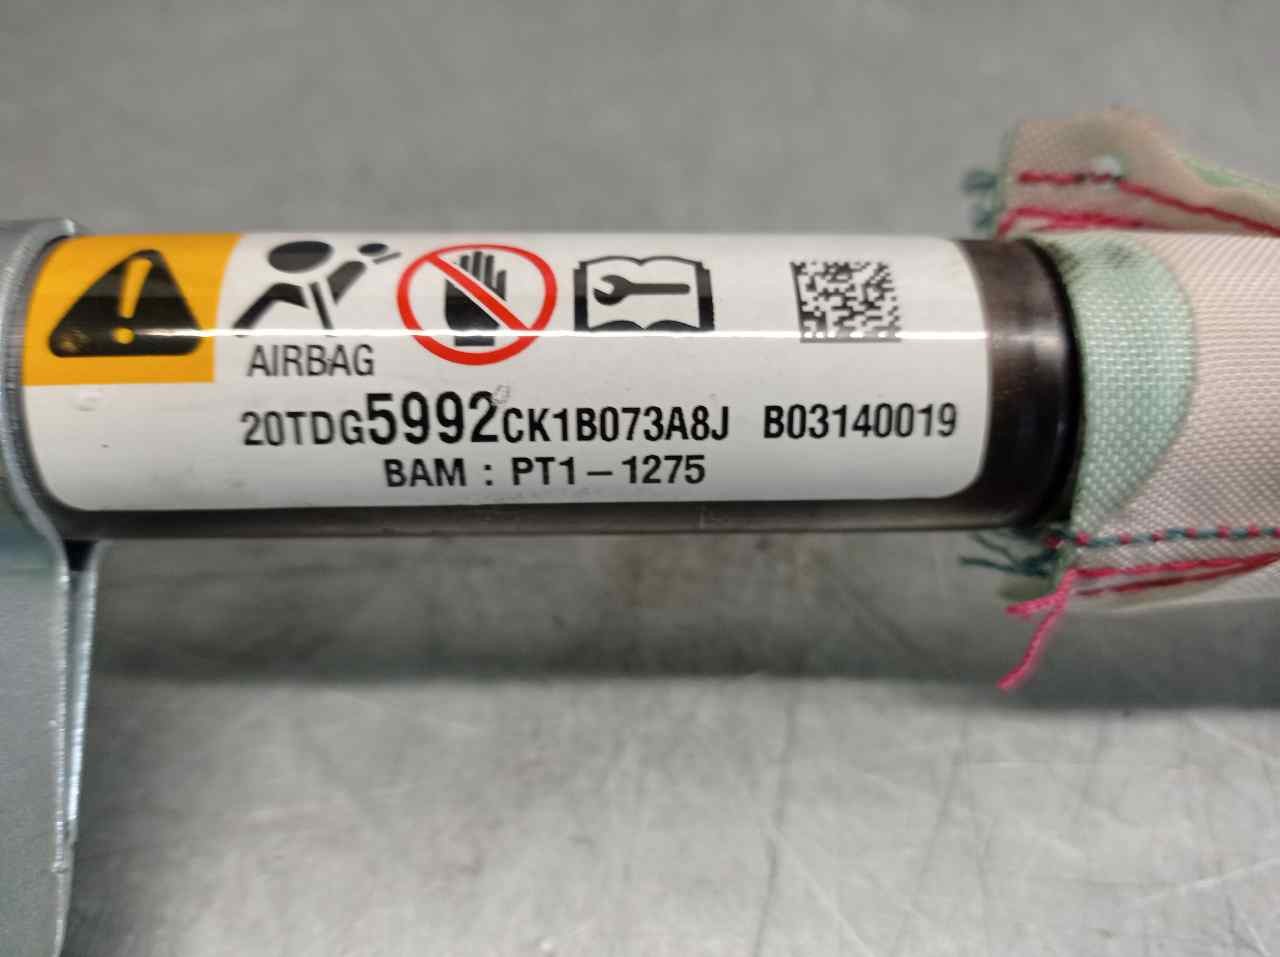 AIRBAG
20TDG5992CK1B073A8J B03140019
BAM : PT1-1275